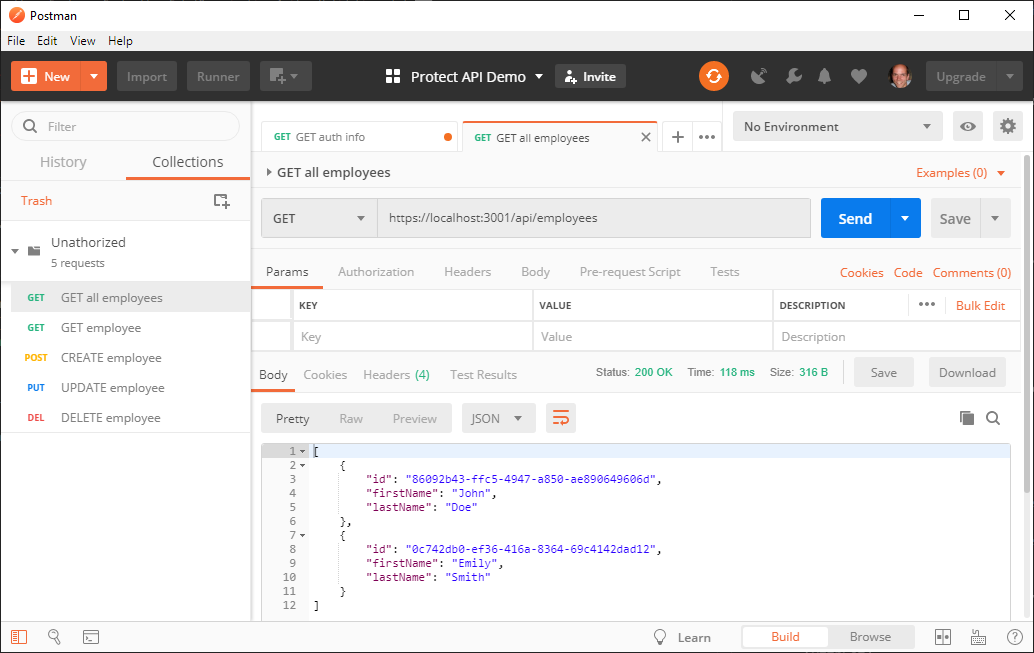 Postman
File Edit View Help
New Import Runner Protect API Demo Invite Upgrade
Filter
History Collections
Trash
Unathorized
5 requests
GET GET all employees
GET GET employee
POST CREATE employee
PUT UPDATE employee
DEL DELETE employee
GET GET auth info GET GET all employees No Environment
GET all employees Examples (0)
GET https://localhost:3001/api/employees Send Save
Params Authorization Headers Body Pre-request Script Tests Cookies Code Comments (0)
KEY VALUE DESCRIPTION Bulk Edit
Key Value Description
Body Cookies Headers (4) Test Results Status: 200 OK Time: 118 ms Size: 316 B Save Download
Pretty Raw Preview JSON
1 [
2 {
3 "id": "86092b43-ffc5-4947-a850-ae890649606d",
4 "firstName": "John",
5 "lastName": "Doe"
6 },
7 {
8 "id": "0c742db0-ef36-416a-8364-69c4142dad12",
9 "firstName": "Emily",
10 "lastName": "Smith"
11 }
12 ]
Learn Build Browse